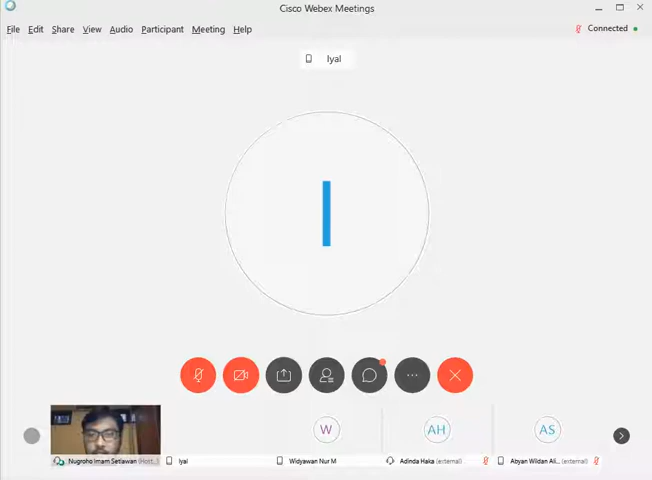 Cisco Webex Meetings
File Edit Share View Audio Participant Meeting Help
Connected
Iyal
I
W AH AS
Nugroho Imam Setiawan (Host, Iyal Widyawan Nur M Adinda Haka (external) Abyan Wildan Ali... (external)